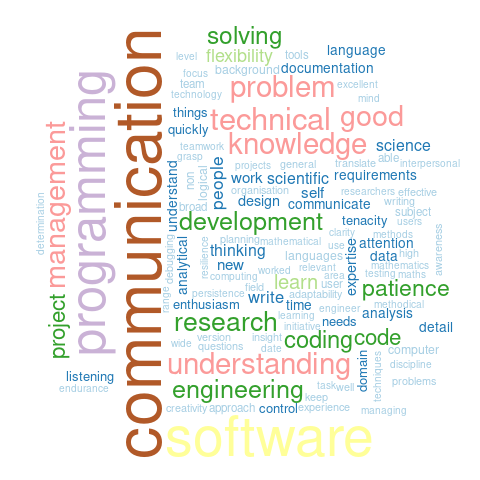 solving
language
level
flexibility
tools
documentation
focus
background
team
problem
excellent
technology
mind
things
technical
good
quickly
teamwork
knowledge
science
grasp
projects
general
translate
able
interpersonal
understand
non
logical
people
work
scientific
requirements
organisation
self
researchers
effective
broad
design
communicate
writing
subject
determination
management
programming
communication
development
tenacity
users
clarity
methods
awareness
analytical
debugging
resilience
planning
mathematical
use
attention
thinking
languages
expertise
data
high
new
worked
relevant
mathematics
computing
area
testing
maths
range
persistence
field
learn
user
patience
write
adaptability
enthusiasm
time
engineer
methodical
learning
analysis
project
research
initiative
needs
detail
version
insight
coding
code
wide
questions
date
computer
understanding
domain
techniques
discipline
listening
endurance
engineering
task
well
problems
keep
creativity
approach
control
experience
managing
software